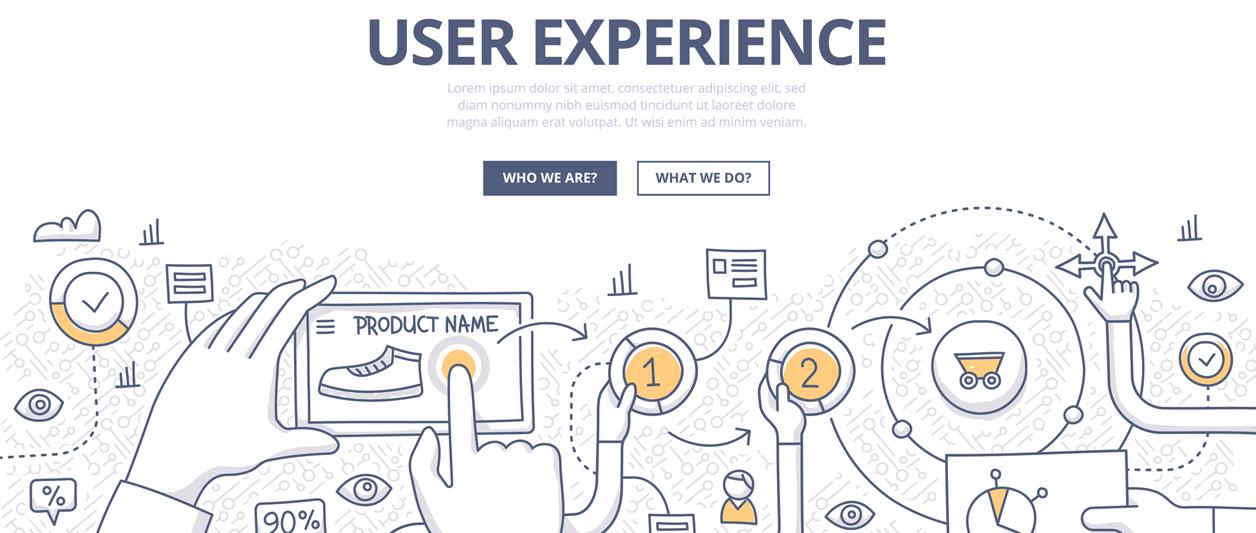 USER EXPERIENCE
Lorem ipsum dolor sit amet, consectetuer adipiscing elit, sed
diam nonummy nibh euismod tincidunt ut laoreet dolore
magna aliquam erat volutpat. Ut wisi enim ad minim veniam.
WHO WE ARE?
WHAT WE DO?
PRODUCT NAME
1
2
%
90%